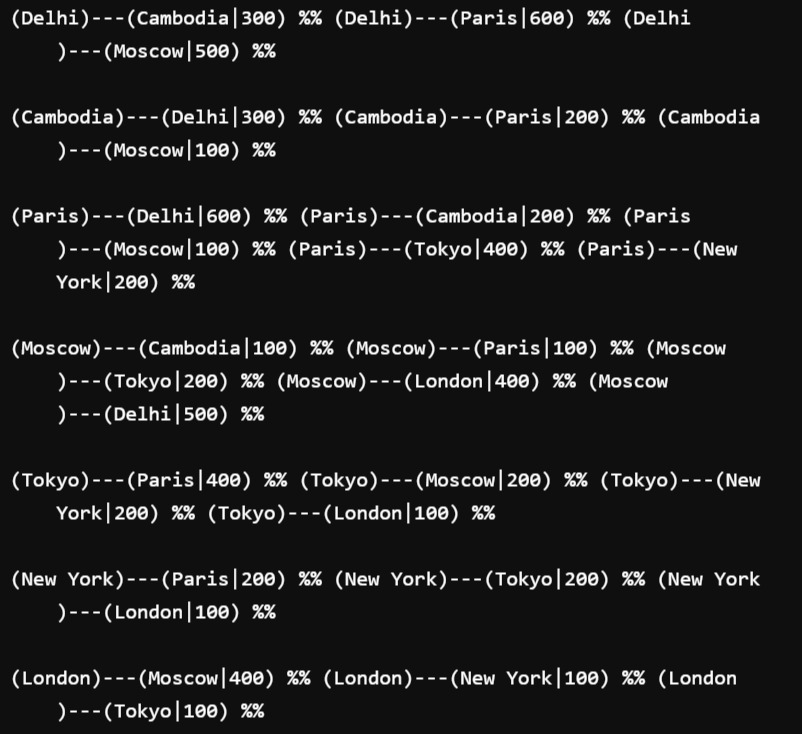 (Delhi)---(Cambodia|300) %% (Delhi)---(Paris|600) %% (Delhi
)---(Moscow|500) %%
(Cambodia)---(Delhi|300) %% (Cambodia)---(Paris|200) %% (Cambodia
)---(Moscow|100) %%
(Paris)---(Delhi|600) %% (Paris)---(Cambodia|200) %% (Paris
)---(Moscow|100) %% (Paris)---(Tokyo|400) %% (Paris)---(New
York|200) %%
(Moscow)---(Cambodia|100) %% (Moscow)---(Paris|100) %% (Moscow
)---(Tokyo|200) %% (Moscow)---(London|400) %% (Moscow
)---(Delhi|500) %%
(Tokyo)---(Paris|400) %% (Tokyo)---(Moscow|200) %% (Tokyo)---(New
York|200) %% (Tokyo)---(London|100) %%
(New York)---(Paris|200) %% (New York)---(Tokyo|200) %% (New York
)---(London|100) %%
(London)---(Moscow|400) %% (London)---(New York|100) %% (London
)---(Tokyo|100) %%